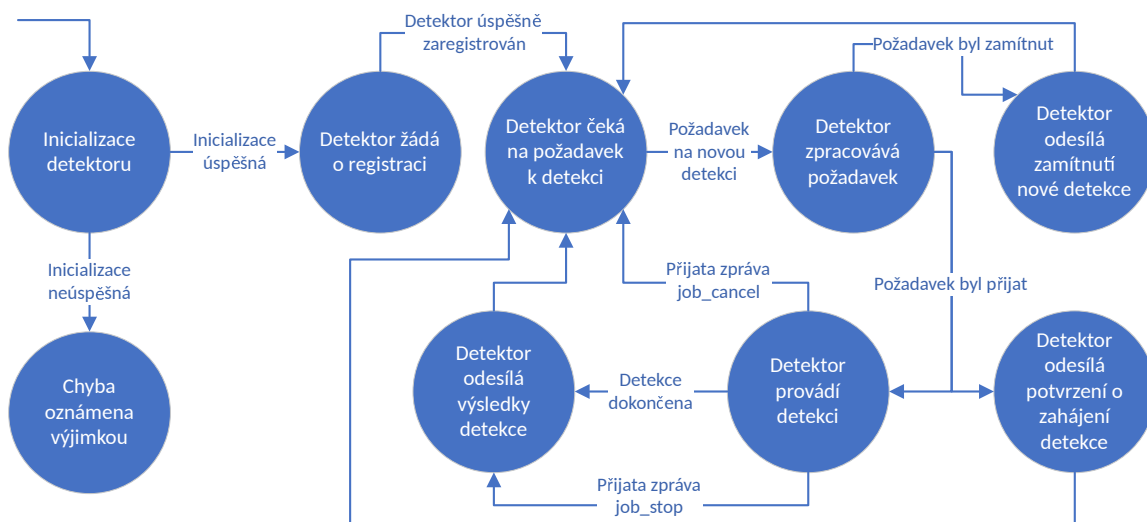 Detektor úspěšně
zaregistrován
Požadavek byl zamítnut
Inicializace
detektoru
Inicializace
úspěšná
Detektor žádá
o registraci
Detektor čeká
na požadavek
k detekci
Požadavek
na novou
detekci
Detektor
zpracovává
požadavek
Detektor
odesílá
zamítnutí
nové detekce
Inicializace
neúspěšná
Přijata zpráva
job_cancel
Požadavek byl přijat
Chyba
oznámena
výjimkou
Detektor
odesílá
výsledky
detekce
Detekce
dokončena
Detektor
provádí
detekci
Detektor
odesílá
potvrzení o
zahájení
detekce
Přijata zpráva
job_stop